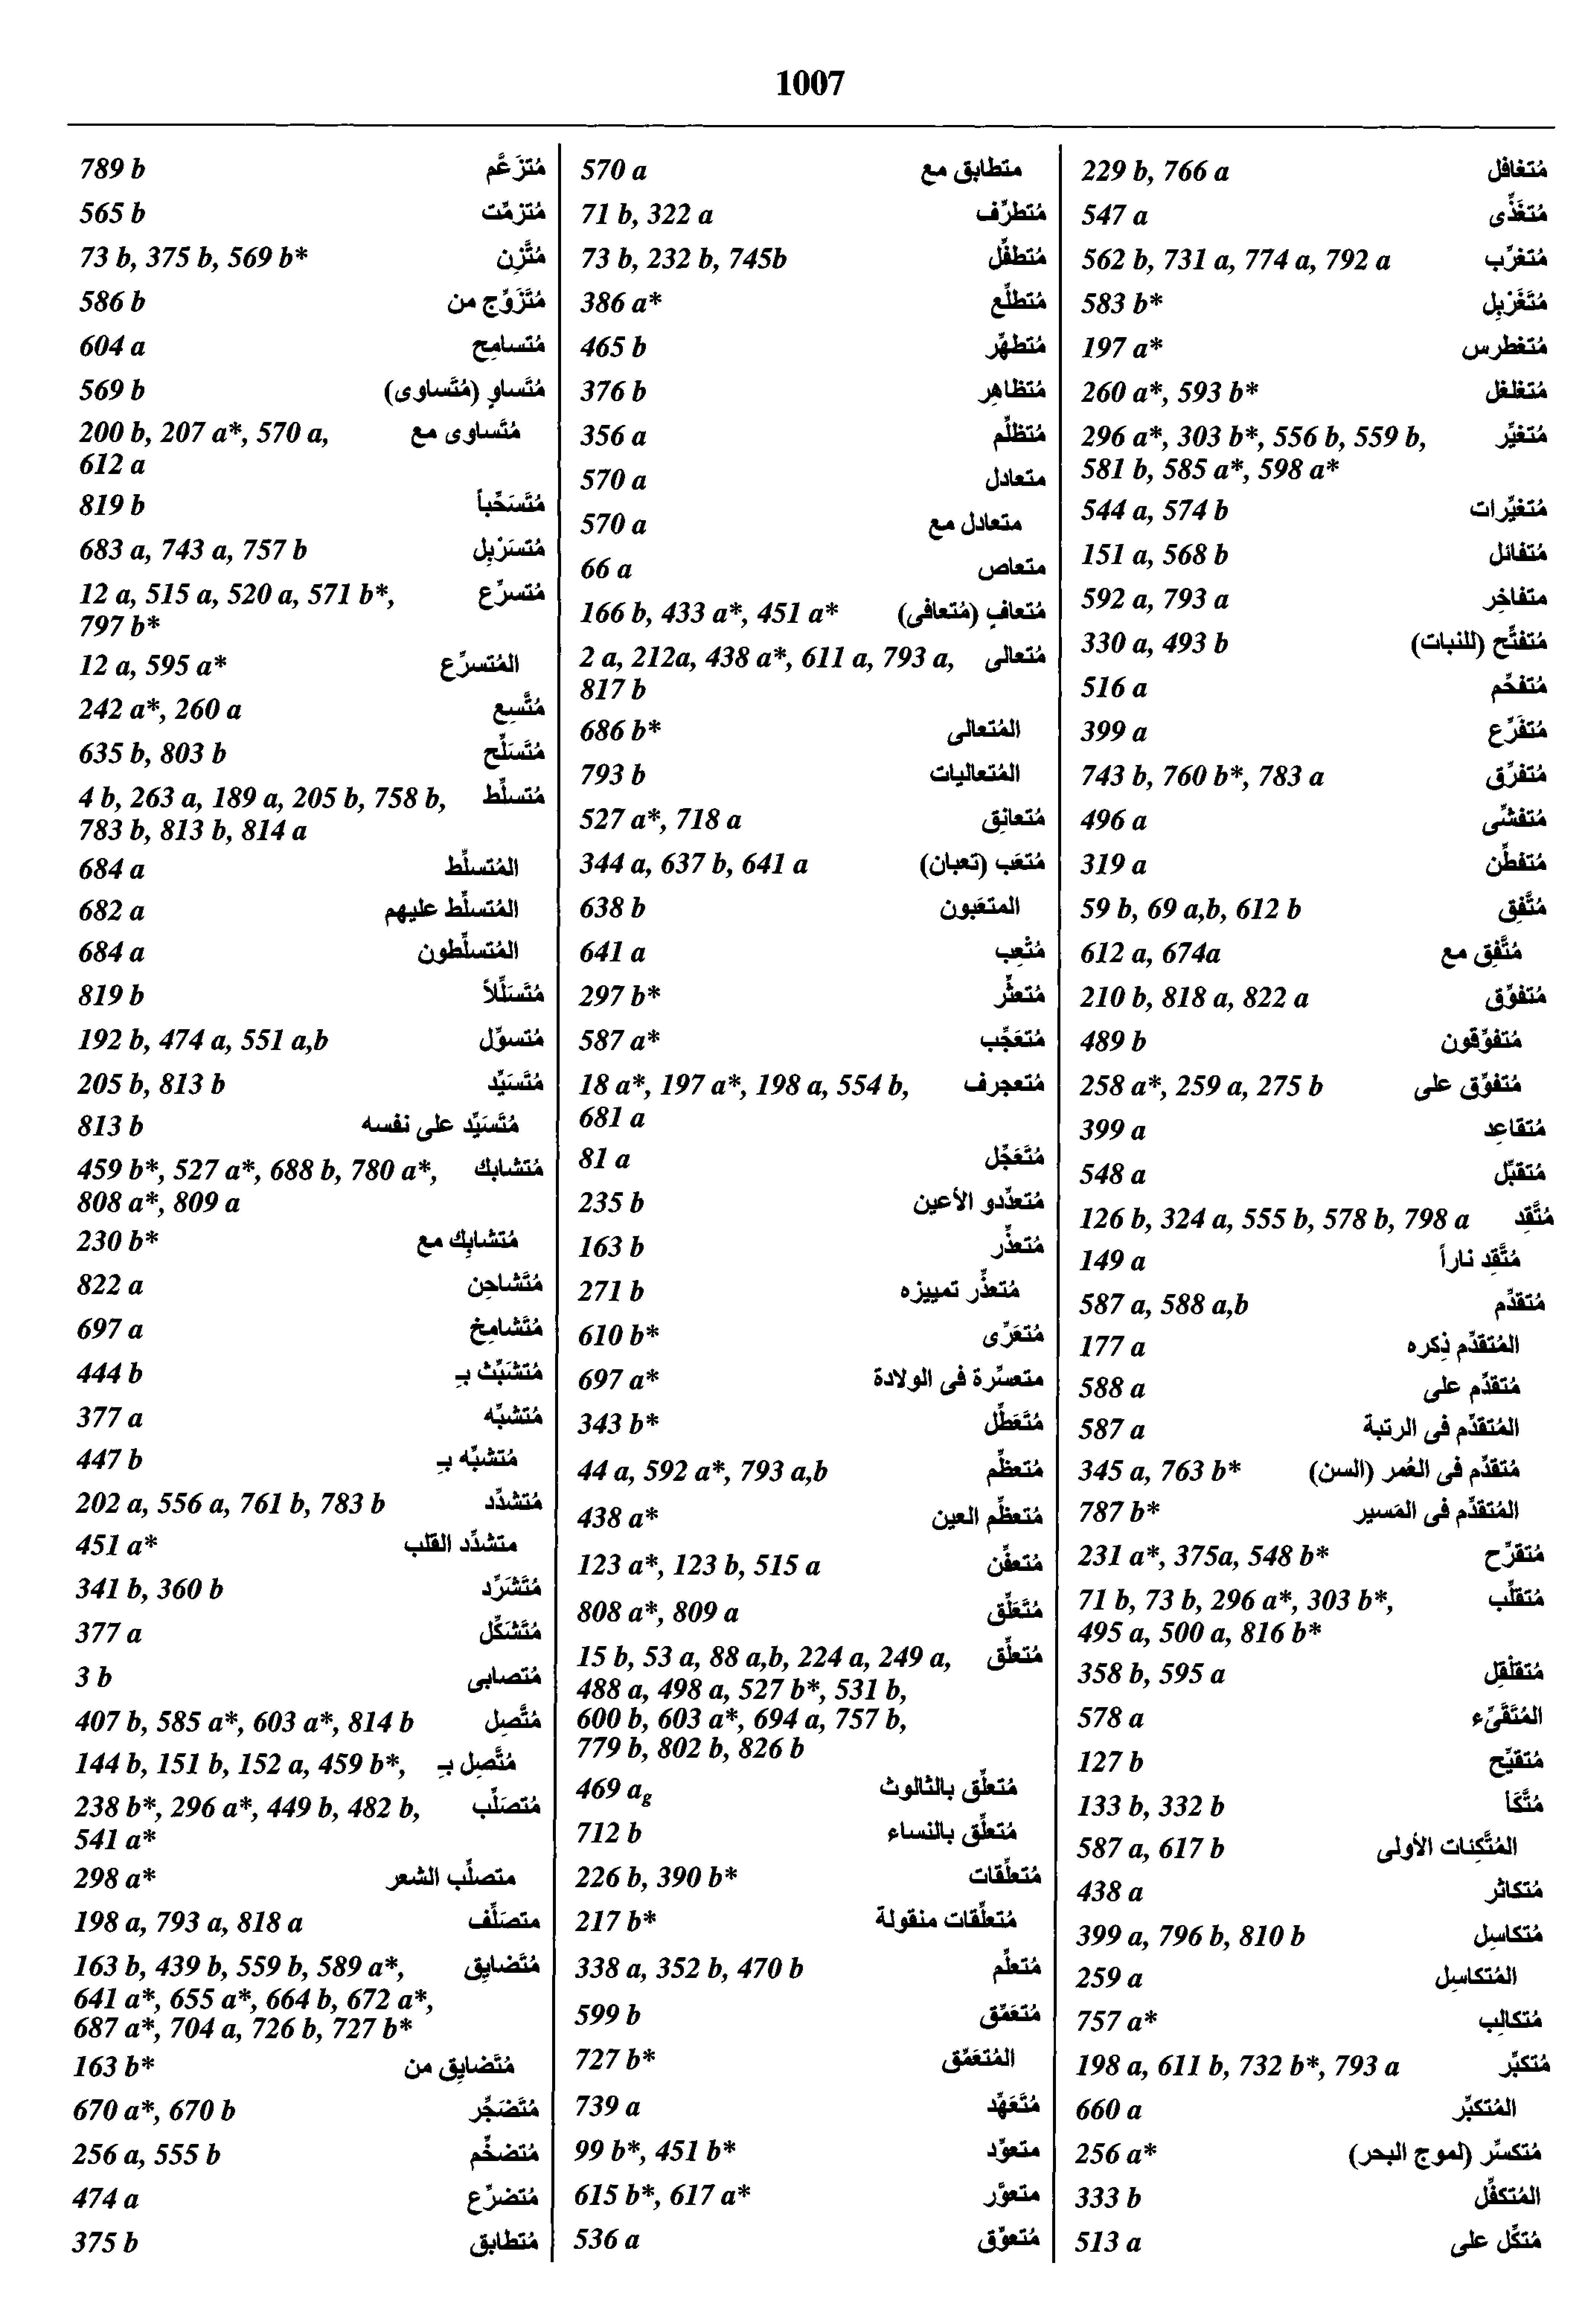 1007
789 b مُتزَعَّم
565 b مُتزمِّت
73 b, 375 b, 569 b* مُتَّزِن
586 b مُتَزَوِّج من
604 a مُتسامِح
569 b مُتَساوٍ (مُتَساوى)
200 b, 207 a*, 570 a, مُتَساوى مع
612 a
819 b مُتَسَحِّباً
683 a, 743 a, 757 b مُتسَرْبِل
12 a, 515 a, 520 a, 571 b*, مُتسرِّع
797 b*
12 a, 595 a* المُتسرِّع
242 a*, 260 a مُتَّسِع
635 b, 803 b مُتَسَلِّح
4 b, 263 a, 189 a, 205 b, 758 b, مُتسلِّط
783 b, 813 b, 814 a
684 a المُتسلِّط
682 a المُتسلِّط عليهم
684 a المُتسلِّطون
819 b مُتَسَلِّلاً
192 b, 474 a, 551 a,b مُتسوِّل
205 b, 813 b مُتَسَيِّد
813 b مُتَسَيِّد على نفسه
459 b*, 527 a*, 688 b, 780 a*, مُتشابك
808 a*, 809 a
230 b* مُتشابِك مع
822 a مُتَشاحِن
697 a مُتَشامِخ
444 b مُتشَبِّث بـِ
377 a مُتشبِّه
447 b مُتشبِّه بـِ
202 a, 556 a, 761 b, 783 b مُتشدِّد
451 a* متشدِّد القلب
341 b, 360 b مُتَشَرِّد
377 a مُتَشَكِّل
3 b مُتصابى
407 b, 585 a*, 603 a*, 814 b مُتَّصِل
144 b, 151 b, 152 a, 459 b*, مُتَّصِل بـِ
238 b*, 296 a*, 449 b, 482 b, مُتصَلِّب
541 a*
298 a* متصلِّب الشعر
198 a, 793 a, 818 a متصلِّف
163 b, 439 b, 559 b, 589 a*, مُتَضايِق
641 a*, 655 a*, 664 b, 672 a*,
687 a*, 704 a, 726 b, 727 b*
163 b* مُتَضايِق من
670 a*, 670 b مُتَضَجِّر
256 a, 555 b مُتضخِّم
474 a مُتضرِّع
375 b مُتطابق
570 a متطابق مع
71 b, 322 a مُتطرِّف
73 b, 232 b, 745b مُتطفِّل
386 a* مُتطلِّع
465 b مُتطهِّر
376 b مُتظاهِر
356 a مُتظلِّم
570 a متعادل
570 a متعادل مع
66 a متعاص
166 b, 433 a*, 451 a* مُتعافٍ (مُتعافى)
2 a, 212a, 438 a*, 611 a, 793 a, مُتعالى
817 b
686 b* المُتعالى
793 b المُتعاليات
527 a*, 718 a مُتعانِق
344 a, 637 b, 641 a مُتعَب (تعبان)
638 b المتعَبون
641 a مُتْعِب
297 b* مُتعثِّر
587 a* مُتعَجِّب
18 a*, 197 a*, 198 a, 554 b, مُتعجرف
681 a
81 a مُتَعَجِّل
235 b مُتعدِّدو الأعين
163 b مُتعذِّر
271 b مُتعذِّر تمييزه
610 b* مُتَعَرِّى
697 a* متعسِّرة فى الولادة
343 b* مُتَعَطِّل
44 a, 592 a*, 793 a,b مُتعظِّم
438 a* مُتعظِّم العين
123 a*, 123 b, 515 a مُتعفِّن
808 a*, 809 a مُتَعَلِّق
15 b, 53 a, 88 a,b, 224 a, 249 a, مُتعلِّق
488 a, 498 a, 527 b*, 531 b,
600 b, 603 a*, 694 a, 757 b,
779 b, 802 b, 826 b
469 ag مُتعلِّق بالثالوث
712 b مُتعلِّق بالنساء
226 b, 390 b* مُتعلِّقات
217 b* مُتعلِّقات منقولة
338 a, 352 b, 470 b مُتعلِّم
599 b مُتعَمِّق
727 b* المُتعَمِّق
739 a مُتَعَهِّد
99 b*, 451 b* متعوِّد
615 b*, 617 a* متعوَّر
536 a مُتعوِّق
229 b, 766 a مُتغافل
547 a مُتغَذِّى
562 b, 731 a, 774 a, 792 a مُتغرِّب
583 b* مُتَغَرْبِل
197 a* مُتغطرس
260 a*, 593 b* مُتغلغل
296 a*, 303 b*, 556 b, 559 b, مُتغيِّر
581 b, 585 a*, 598 a*
544 a, 574 b مُتغيِّرات
151 a, 568 b مُتفائل
592 a, 793 a متفاخِر
330 a, 493 b مُتفتِّح (للنبات)
516 a مُتفحِّم
399 a مُتفَرِّع
743 b, 760 b*, 783 a مُتفرِّق
496 a مُتفشِّى
319 a مُتفطِّن
59 b, 69 a,b, 612 b مُتَّفِق
612 a, 674a مُتَّفِق مع
210 b, 818 a, 822 a مُتفوِّق
489 b مُتفوِّقون
258 a*, 259 a, 275 b مُتفوِّق على
399 a مُتقاعِد
548 a مُتقبِّل
126 b, 324 a, 555 b, 578 b, 798 a مُتَّقِد
149 a مُتَّقِد ناراً
587 a, 588 a,b مُتقدِّم
177 a المُتقدِّم ذِكره
588 a مُتقدِّم على
587 a المُتقدِّم فى الرتبة
345 a, 763 b* مُتقدِّم فى العُمر (السن)
787 b* المُتقدِّم فى المَسير
231 a*, 375a, 548 b* مُتقرِّح
71 b, 73 b, 296 a*, 303 b*, مُتقلِّب
495 a, 500 a, 816 b*
358 b, 595 a مُتقلْقِل
578 a المُتَقَيِّء
127 b مُتقيِّح
133 b, 332 b مُتَّكَأ
587 a, 617 b المُتَّكِئات الأولى
438 a مُتكاثر
399 a, 796 b, 810 b مُتكاسِل
259 a المُتكاسِل
757 a* مُتكالِب
198 a, 611 b, 732 b*, 793 a مُتكبِّر
660 a المُتكبِّر
256 a* مُتكسِّر (لموج البحر)
333 b المُتكفِّل
513 a مُتكِّل على